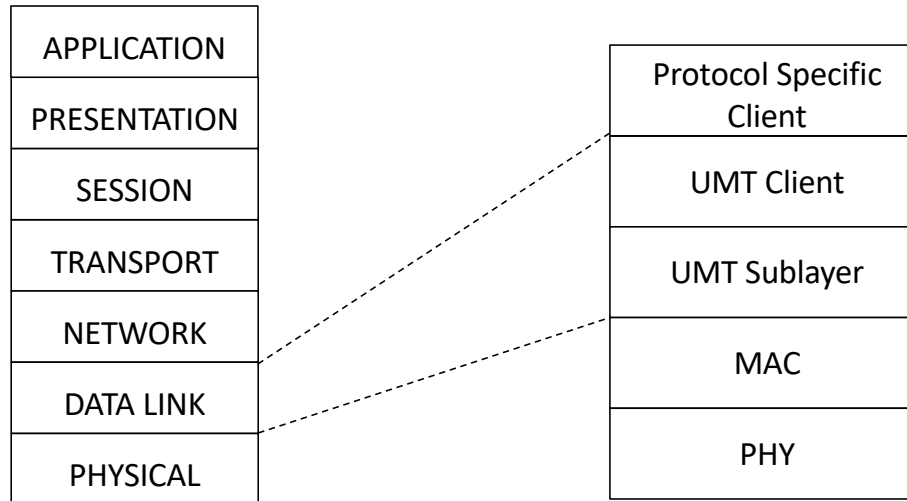 APPLICATION
PRESENTATION
SESSION
TRANSPORT
NETWORK
DATA LINK
PHYSICAL
Protocol Specific
Client
UMT Client
UMT Sublayer
MAC
PHY